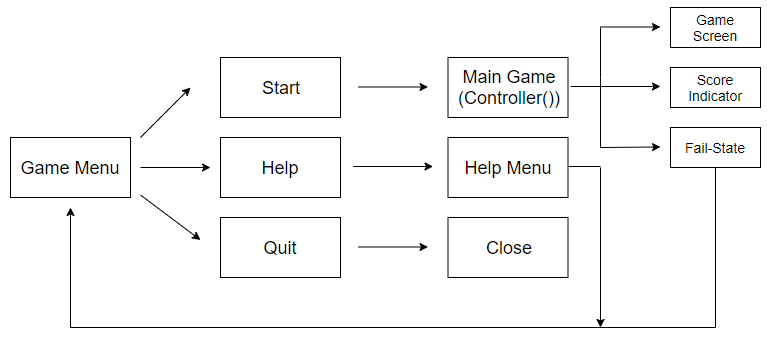 Game
Screen
Start
Main Game
(Controller())
Score
Indicator
Game Menu
Help
Help Menu
Fail-State
Quit
Close